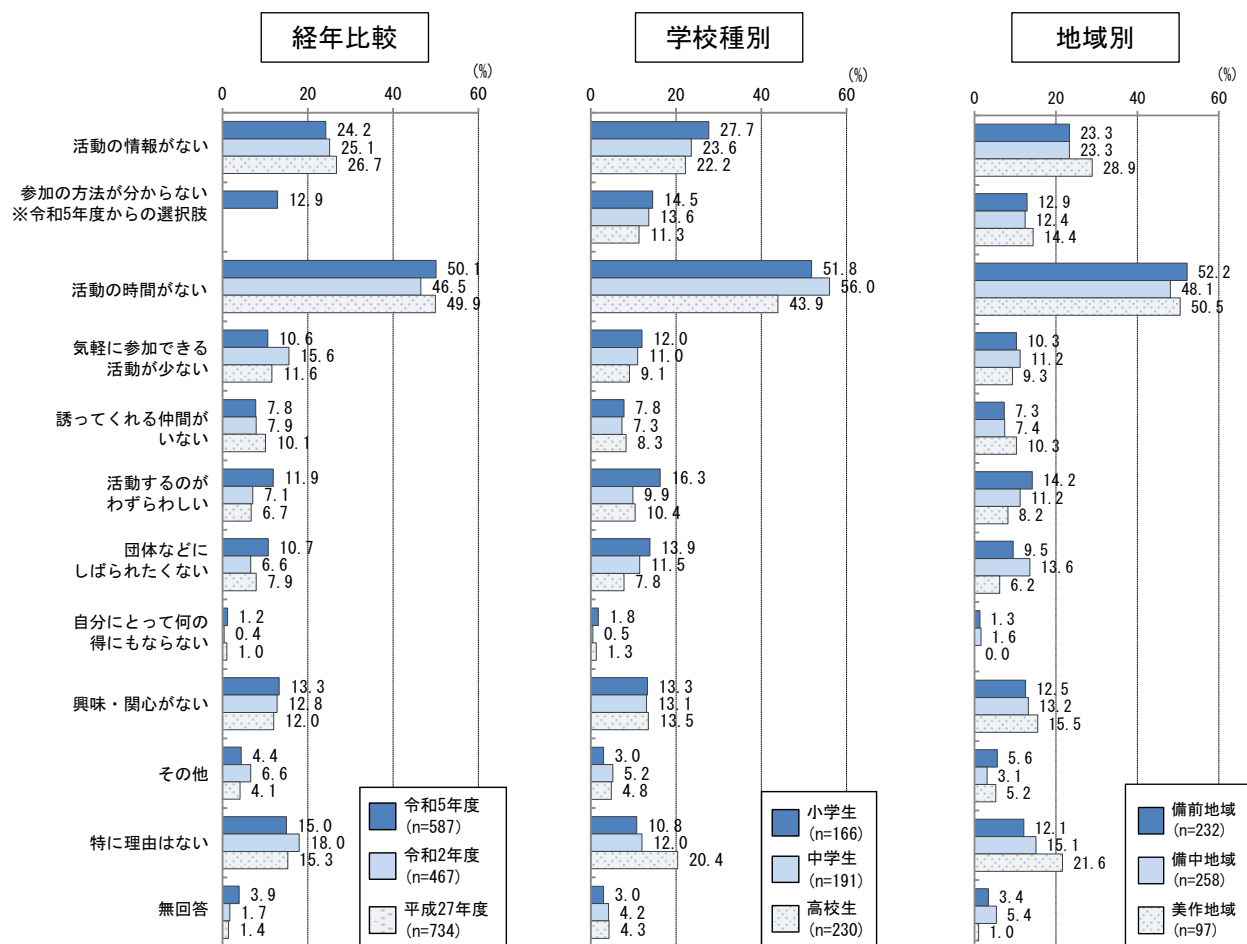 経年比較
学校種別
地域別
(%)
(%)
(%)
0 20 40 60
0 20 40 60
0 20 40 60
活動の情報がない
24.2
25.1
26.7
27.7
23.6
22.2
23.3
23.3
28.9
参加の方法が分からない
※令和5年度からの選択肢
12.9
14.5
13.6
11.3
12.9
12.4
14.4
活動の時間がない
50.1
46.5
49.9
51.8
56.0
43.9
52.2
48.1
50.5
気軽に参加できる
活動が少ない
10.6
15.6
11.6
12.0
11.0
9.1
10.3
11.2
9.3
誘ってくれる仲間が
いない
7.8
7.9
10.1
7.8
7.3
8.3
7.3
7.4
10.3
活動するのが
わずらわしい
11.9
7.1
6.7
16.3
9.9
10.4
14.2
11.2
8.2
団体などに
しばられたくない
10.7
6.6
7.9
13.9
11.5
7.8
9.5
13.6
6.2
自分にとって何の
得にもならない
1.2
0.4
1.0
1.8
0.5
1.3
1.3
1.6
0.0
興味・関心がない
13.3
12.8
12.0
13.3
13.1
13.5
12.5
13.2
15.5
その他
4.4
6.6
4.1
3.0
5.2
4.8
5.6
3.1
5.2
特に理由はない
15.0
18.0
15.3
10.8
12.0
20.4
12.1
15.1
21.6
無回答
3.9
1.7
1.4
3.0
4.2
4.3
3.4
5.4
1.0
令和5年度
(n=587)
令和2年度
(n=467)
平成27年度
(n=734)
小学生
(n=166)
中学生
(n=191)
高校生
(n=230)
備前地域
(n=232)
備中地域
(n=258)
美作地域
(n=97)